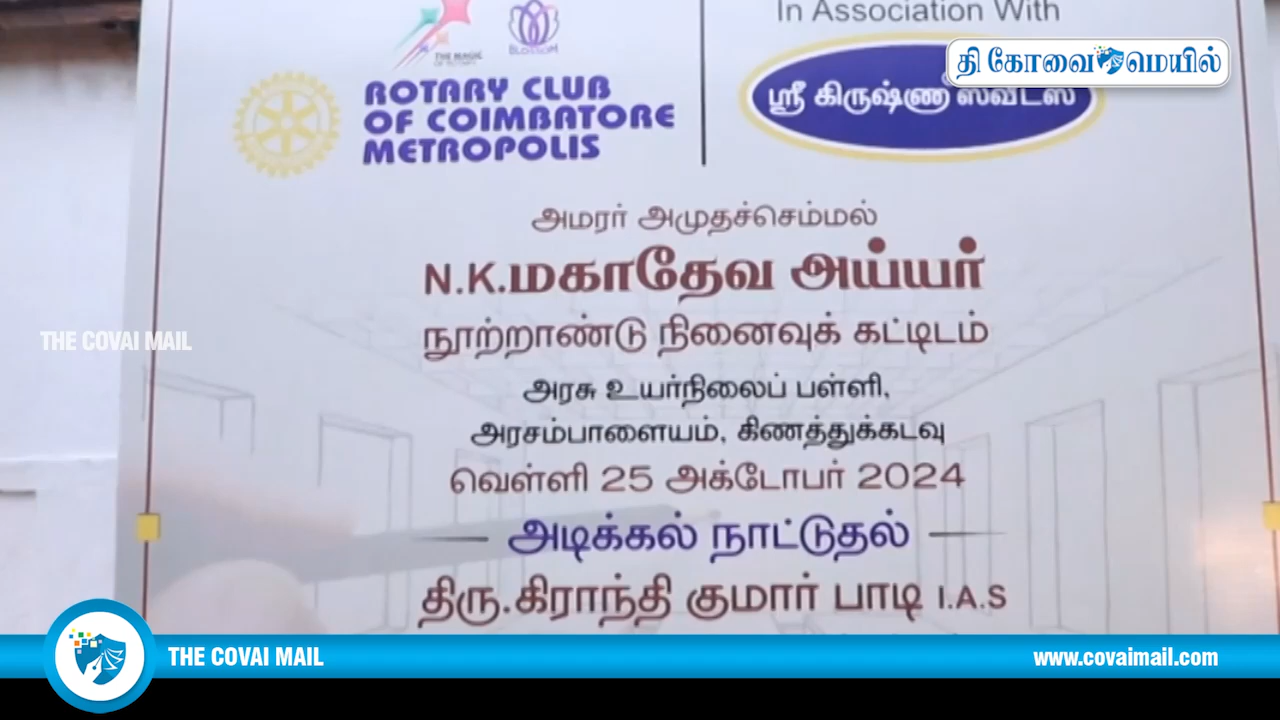 In Association With
தி கோவை மெயில்
THE MAGIC
OF ROTARY
BLOSSOM
ROTARY CLUB
OF COIMBATORE
METROPOLIS
ஸ்ரீ கிருஷ்ணா ஸ்வீட்ஸ்
அமரர் அமுதச்செம்மல்
N.K.மகாதேவ அய்யர்
நூற்றாண்டு நினைவுக் கட்டிடம்
அரசு உயர்நிலைப் பள்ளி,
அரசம்பாளையம், கிணத்துக்கடவு
வெள்ளி 25 அக்டோபர் 2024
அடிக்கல் நாட்டுதல்
திரு.கிராந்தி குமார் பாடி I.A.S
THE COVAI MAIL
THE COVAI MAIL
www.covaimail.com